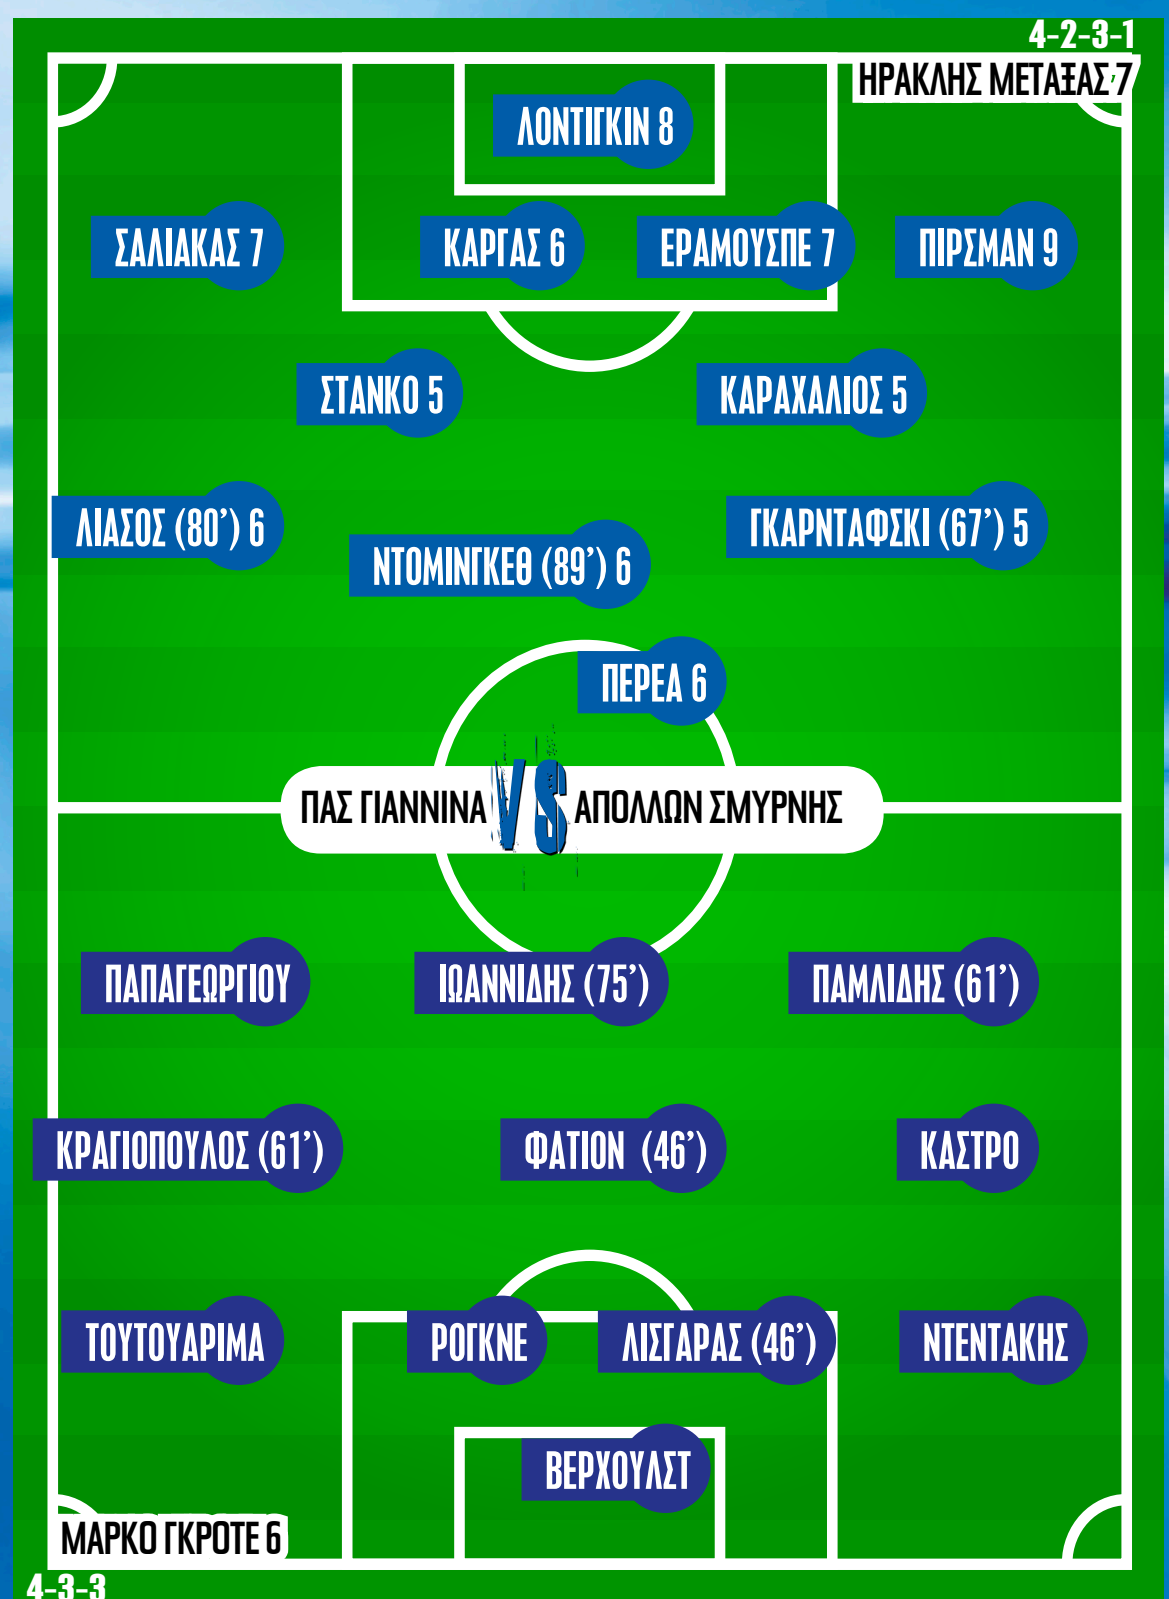 4-2-3-1
ΗΡΑΚΛΗΣ ΜΕΤΑΞΑΣ 7
ΛΟΝΤΙΓΚΙΝ 8
ΣΑΛΙΑΚΑΣ 7 ΚΑΡΓΑΣ 6 ΕΡΑΜΟΥΣΠΕ 7 ΠΙΡΣΜΑΝ 9
ΣΤΑΝΚΟ 5 ΚΑΡΑΧΑΛΙΟΣ 5
ΛΙΑΣΟΣ (80') 6 ΓΚΑΡΝΤΑΦΣΚΙ (67') 5
ΝΤΟΜΙΝΓΚΕΘ (89') 6
ΠΕΡΕΑ 6
ΠΑΣ ΓΙΑΝΝΙΝΑ VS ΑΠΟΛΛΩΝ ΣΜΥΡΝΗΣ
ΠΑΠΑΓΕΩΡΓΙΟΥ ΙΩΑΝΝΙΔΗΣ (75') ΠΑΜΛΙΔΗΣ (61')
ΚΡΑΓΙΟΠΟΥΛΟΣ (61') ΦΑΤΙΟΝ (46') ΚΑΣΤΡΟ
ΤΟΥΤΟΥΑΡΙΜΑ ΡΟΓΚΝΕ ΛΙΣΓΑΡΑΣ (46') ΝΤΕΝΤΑΚΗΣ
ΒΕΡΧΟΥΛΣΤ
ΜΑΡΚΟ ΓΚΡΟΤΕ 6
4-3-3